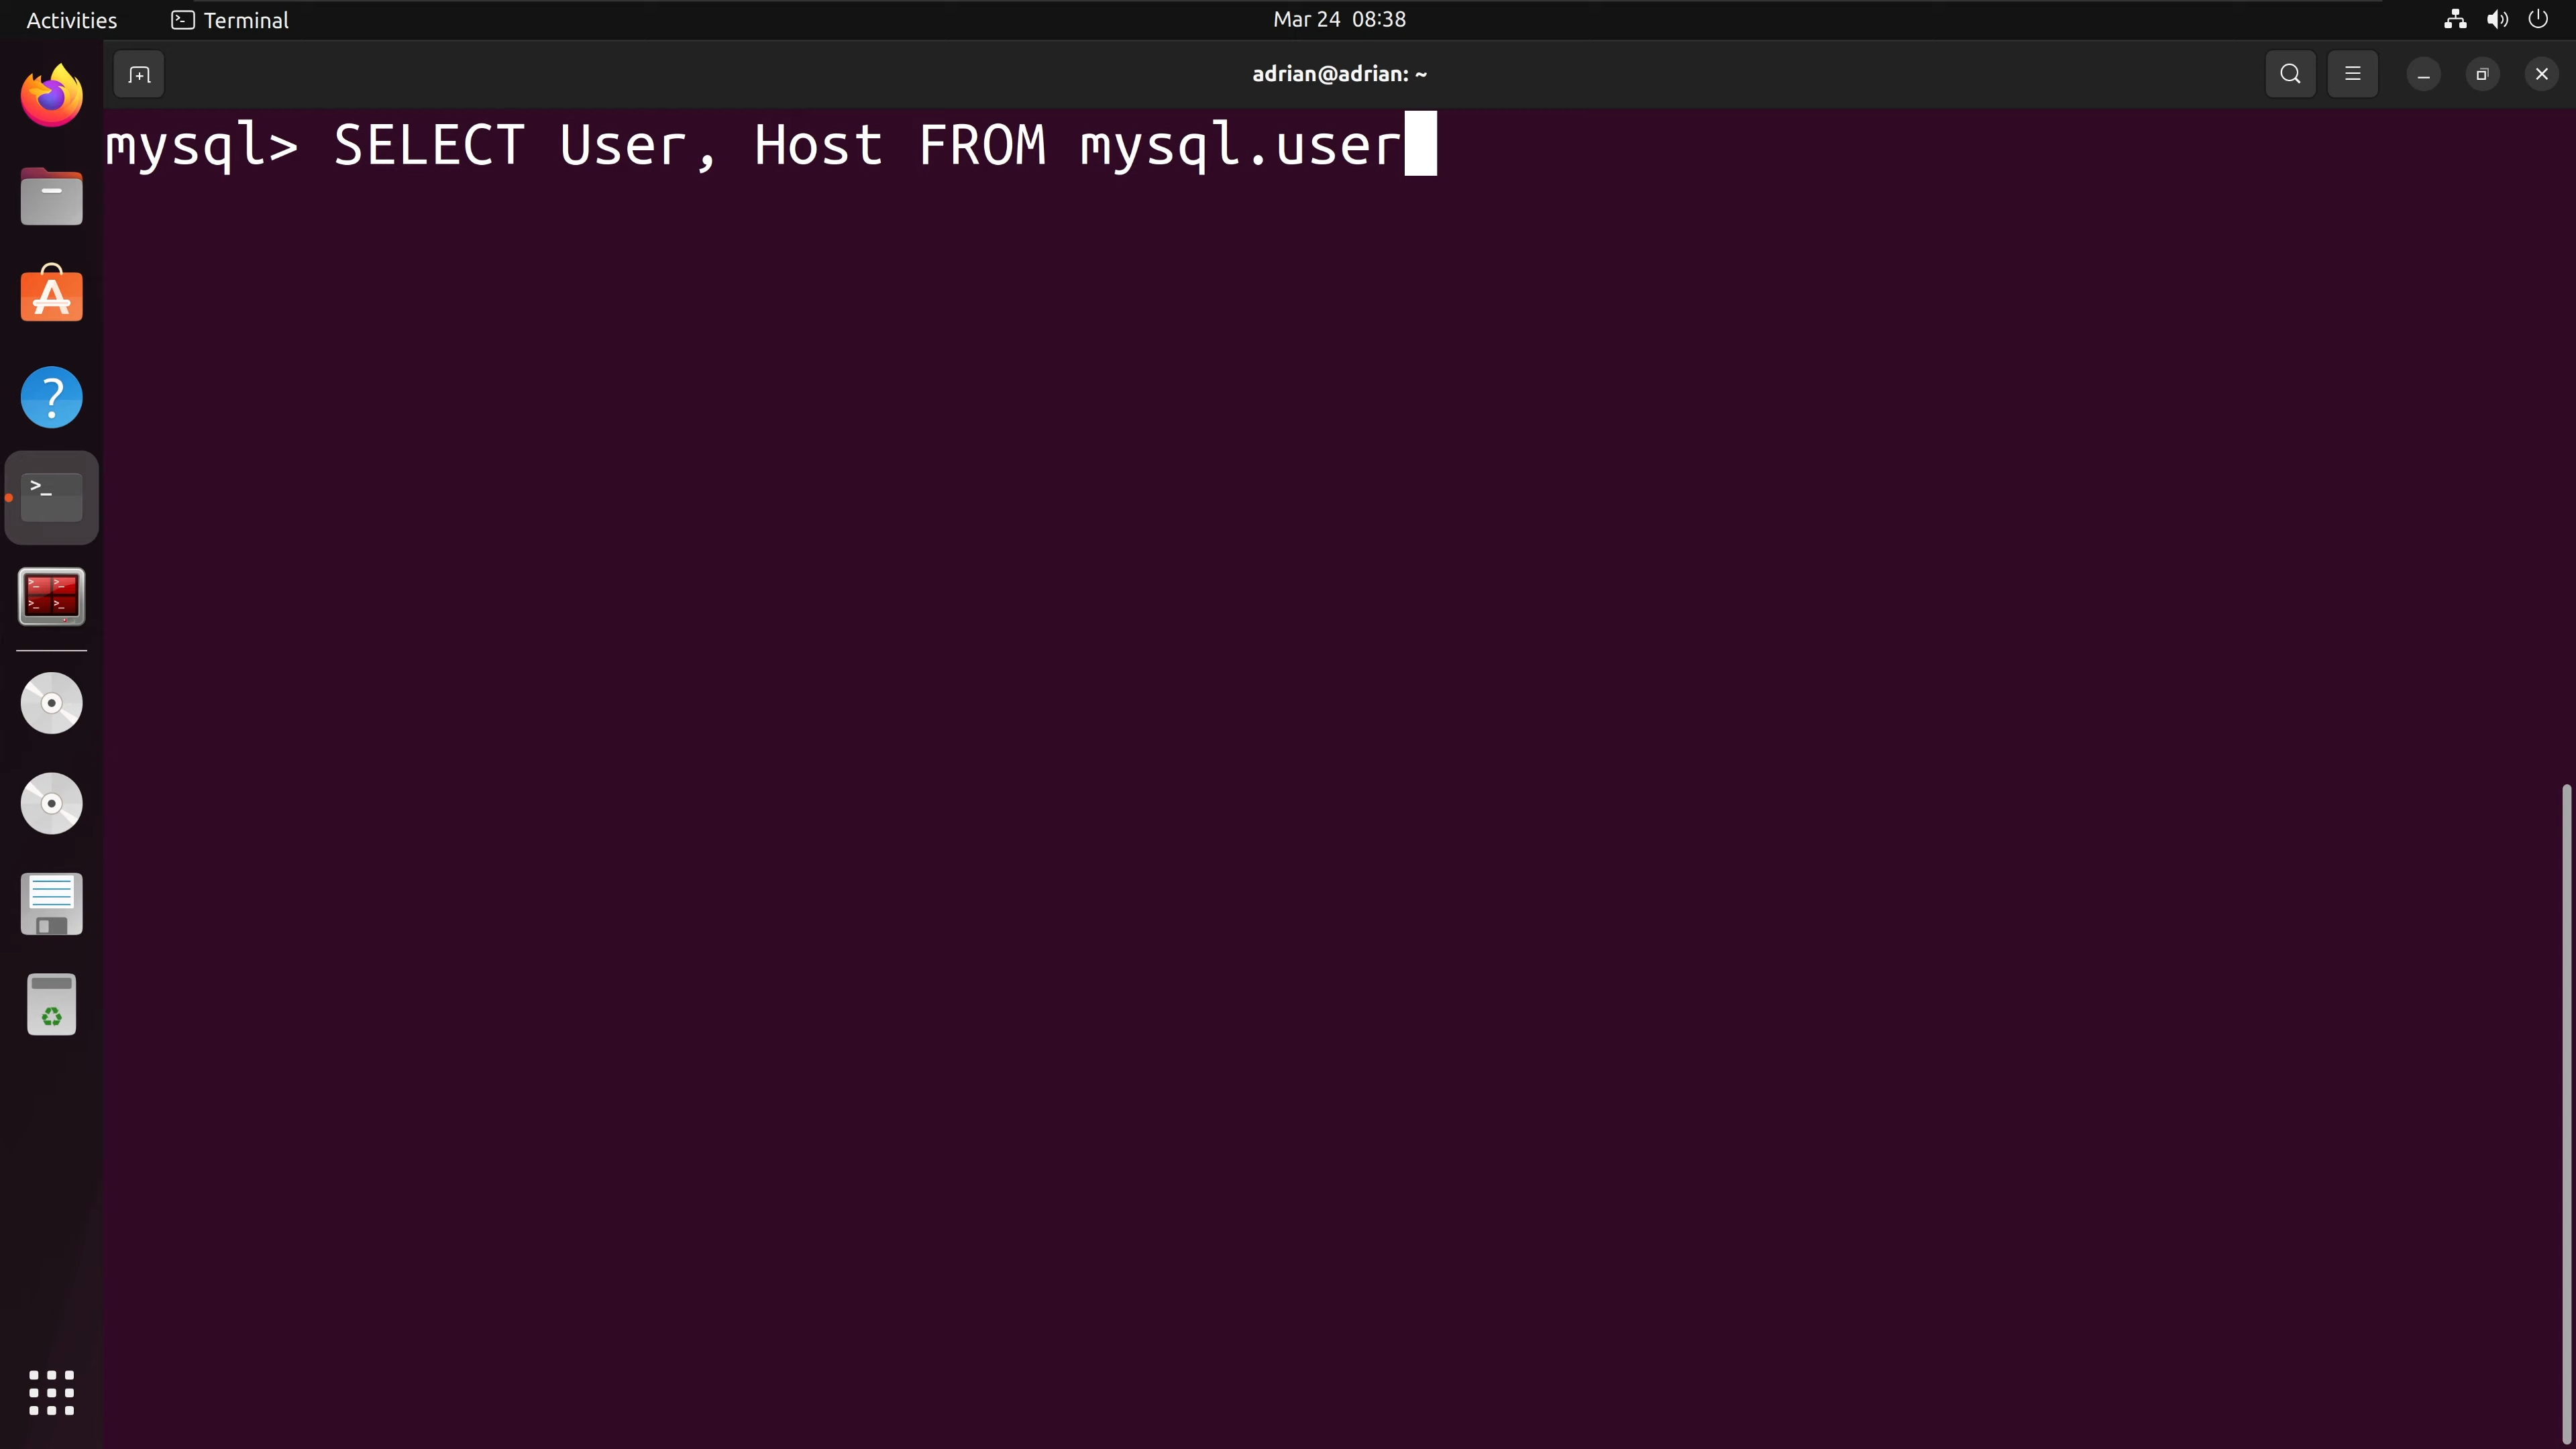 Activities Terminal Mar 24 08:38
adrian@adrian: ~
mysql> SELECT User, Host FROM mysql.user